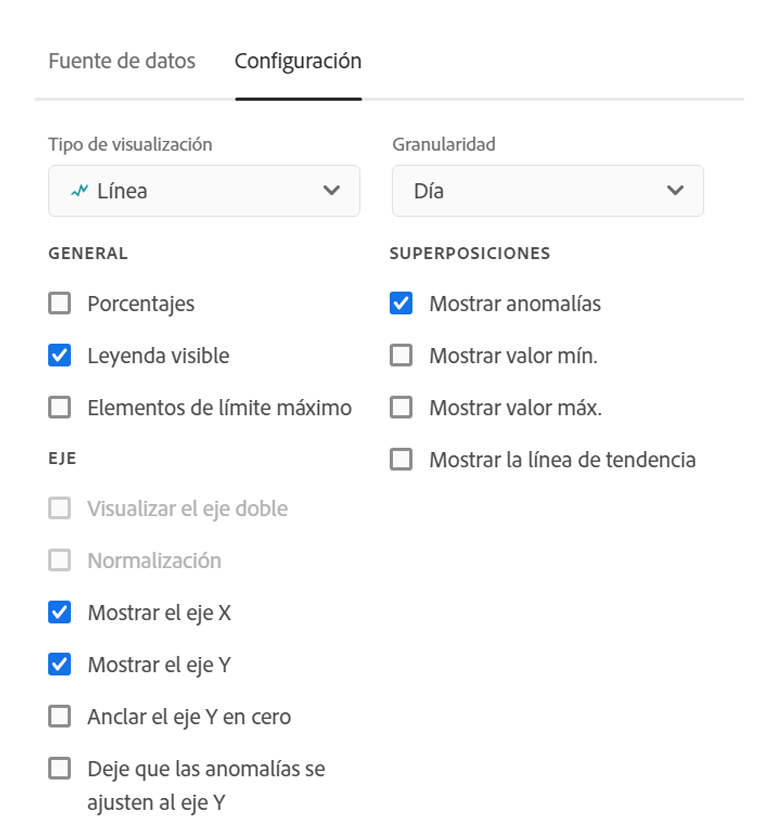 Fuente de datos
Configuración
Tipo de visualización
Línea
Granularidad
Día
GENERAL
Porcentajes
Leyenda visible
Elementos de límite máximo
EJE
Visualizar el eje doble
Normalización
Mostrar el eje X
Mostrar el eje Y
Anclar el eje Y en cero
Deje que las anomalías se
ajusten al eje Y
SUPERPOSICIONES
Mostrar anomalías
Mostrar valor mín.
Mostrar valor máx.
Mostrar la línea de tendencia